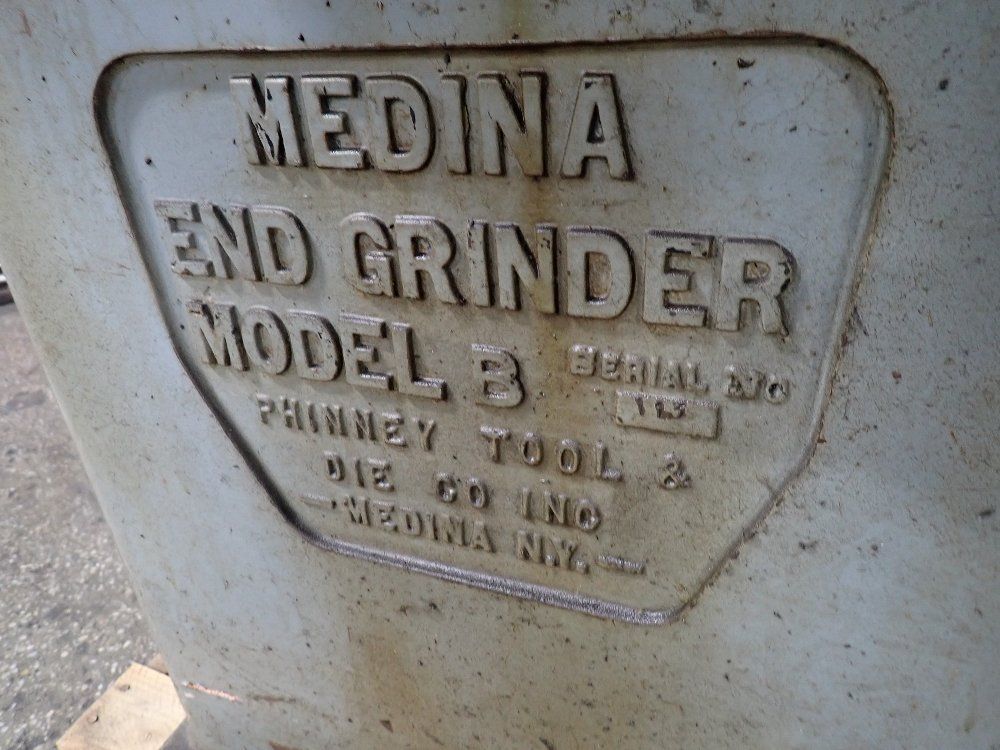 MEDINA
END GRINDER
MODEL B SERIAL NO
PHINNEY TOOL &
DIE CO INC
—MEDINA N.Y.—